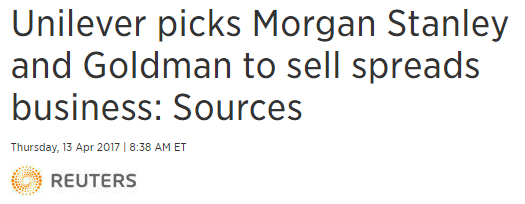 Unilever picks Morgan Stanley
and Goldman to sell spreads
business: Sources
Thursday, 13 Apr 2017 | 8:38 AM ET
REUTERS